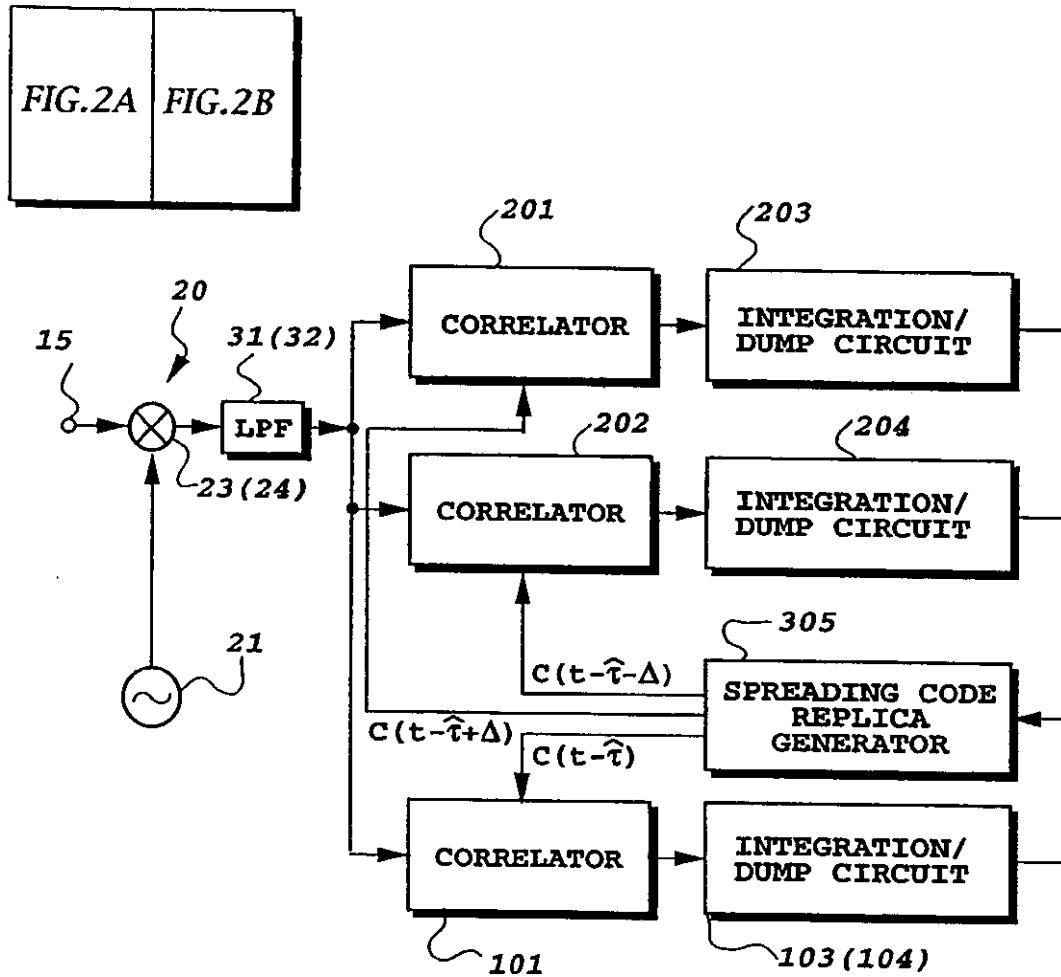 FIG.2A FIG.2B
201
203
20
15
31(32)
CORRELATOR
INTEGRATION/
DUMP CIRCUIT
LPF
202
204
23(24)
CORRELATOR
INTEGRATION/
DUMP CIRCUIT
305
21
C(t-τ̂-Δ)
SPREADING CODE
REPLICA
GENERATOR
C(t-τ̂+Δ)
C(t-τ̂)
CORRELATOR
INTEGRATION/
DUMP CIRCUIT
101
103(104)